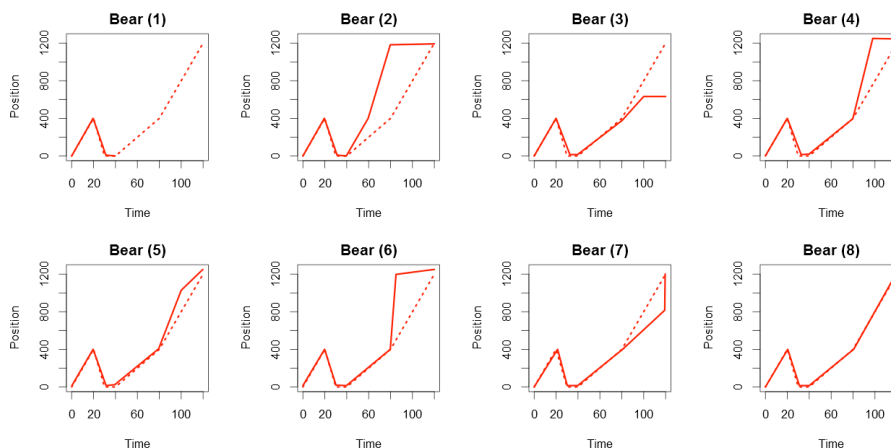 Bear (1) Bear (2) Bear (3) Bear (4)
Position Position Position Position
1200 1200 1200 1200
800 800 800 800
400 400 400 400
0 0 0 0
0 20 60 100 0 20 60 100 0 20 60 100 0 20 60 100
Time Time Time Time
Bear (5) Bear (6) Bear (7) Bear (8)
Position Position Position Position
1200 1200 1200 1200
800 800 800 800
400 400 400 400
0 0 0 0
0 20 60 100 0 20 60 100 0 20 60 100 0 20 60 100
Time Time Time Time